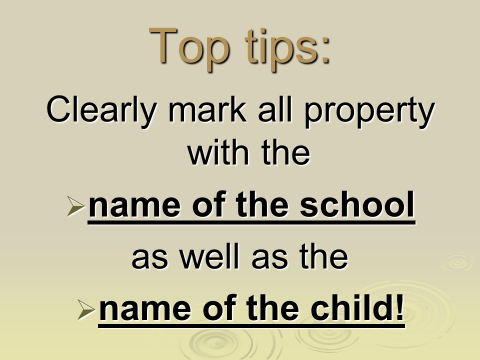 Top tips:
Clearly mark all property
with the
➢name of the school
as well as the
➢name of the child!